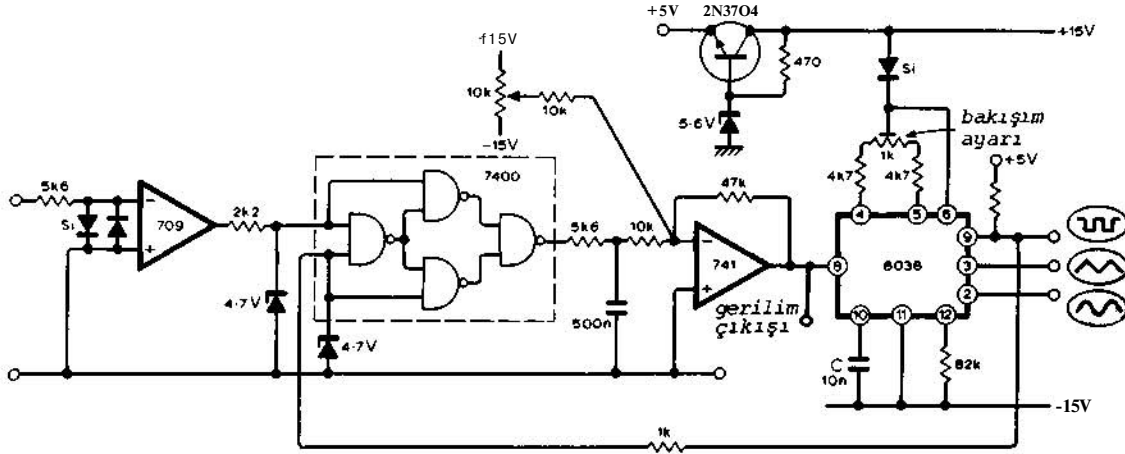 +5V
2N37O4
+15V
f15V
470
Si
10k
10k
5·6V
bakışım
ayarı
-15V
1k
+5V
7400
4k7
4k7
5k6
47k
4
5
6
Si
-
709
2k2
5k6
10k
-
9
+
741
8
8038
3
+
2
4·7V
gerilim
çıkışı
500n
10
11
12
4·7V
C
10n
82k
-15V
1k